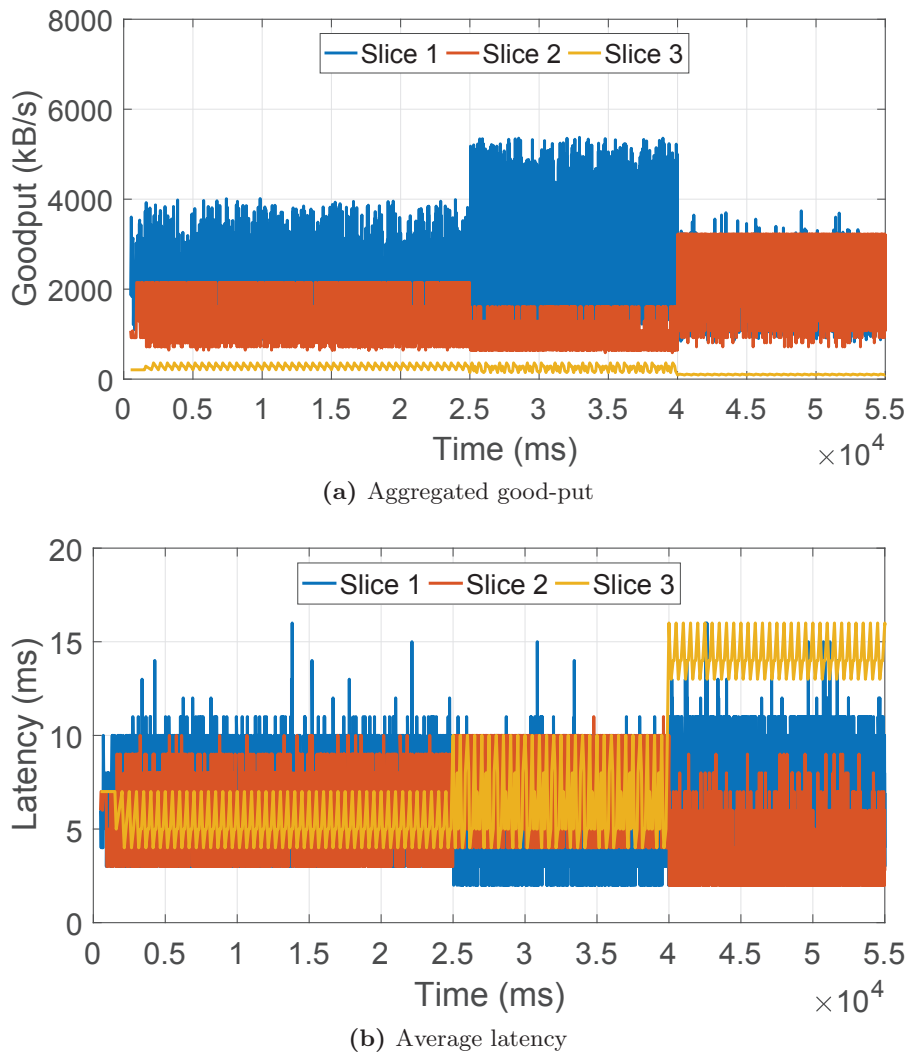 8000
6000
4000
2000
0
Goodput (kB/s)
Slice 1 Slice 2 Slice 3
0 0.5 1 1.5 2 2.5 3 3.5 4 4.5 5 5.5
Time (ms)
×10^4
(a) Aggregated good-put
20
15
10
5
0
Latency (ms)
Slice 1 Slice 2 Slice 3
0 0.5 1 1.5 2 2.5 3 3.5 4 4.5 5 5.5
Time (ms)
×10^4
(b) Average latency